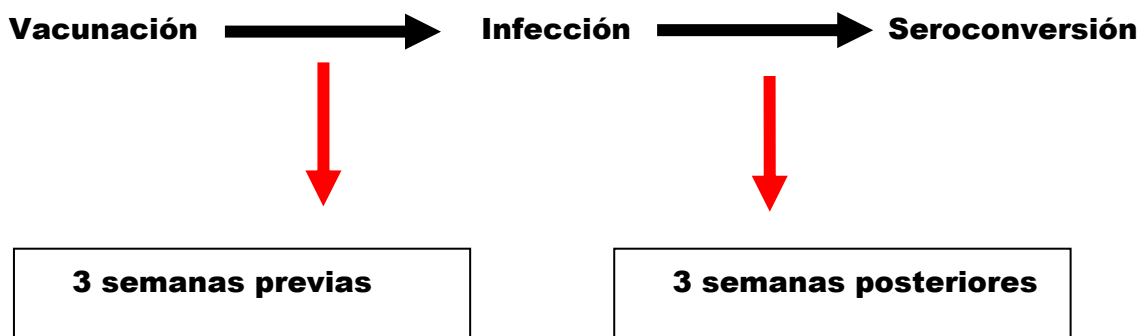 Vacunación Infección Seroconversión
3 semanas previas 3 semanas posteriores